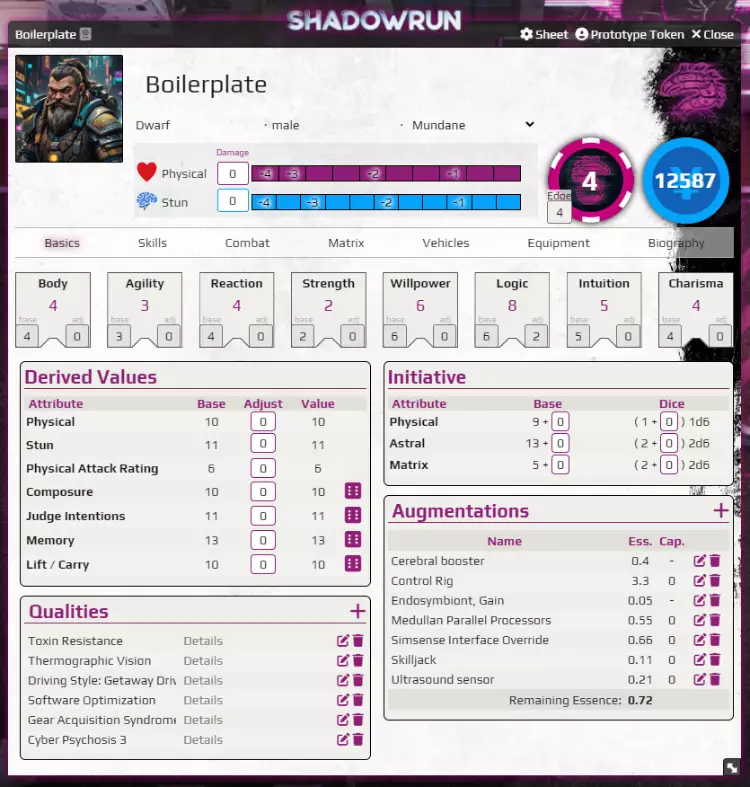 SHADOWRUN
Boilerplate Sheet Prototype Token Close
Boilerplate
Dwarf · male · Mundane
Damage
Physical 0 -4 -3 -2 -1
Stun 0 -4 -3 -2 -1
4
Edge
4
12587
Basics Skills Combat Matrix Vehicles Equipment Biography
Body Agility Reaction Strength Willpower Logic Intuition Charisma
4 3 4 2 6 8 5 4
base adj base adj base adj base adj base adj base adj base adj base adj
4 0 3 0 4 0 2 0 6 0 6 2 5 0 4 0
Derived Values
Attribute Base Adjust Value
Physical 10 0 10
Stun 11 0 11
Physical Attack Rating 6 0 6
Composure 10 0 10
Judge Intentions 11 0 11
Memory 13 0 13
Lift / Carry 10 0 10
Qualities +
Toxin Resistance Details
Thermographic Vision Details
Driving Style: Getaway Driv Details
Software Optimization Details
Gear Acquisition Syndrome Details
Cyber Psychosis 3 Details
Initiative
Attribute Base Dice
Physical 9 + 0 ( 1 + 0 ) 1d6
Astral 13 + 0 ( 2 + 0 ) 2d6
Matrix 5 + 0 ( 2 + 0 ) 2d6
Augmentations +
Name Ess. Cap.
Cerebral booster 0.4 -
Control Rig 3.3 0
Endosymbiont, Gain 0.05 -
Medullan Parallel Processors 0.55 0
Simsense Interface Override 0.66 0
Skilljack 0.11 0
Ultrasound sensor 0.21 0
Remaining Essence: 0.72